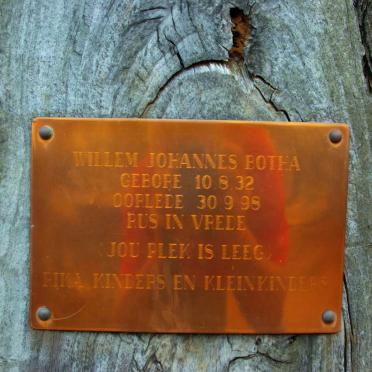 WILLEM JOHANNES BOTHA
GEBORE 10.8.32
OORLEDE 30.9.98
RUS IN VREDE
(JOU PLEK IS LEEG)
RIKA, KINDERS EN KLEINKINDERS